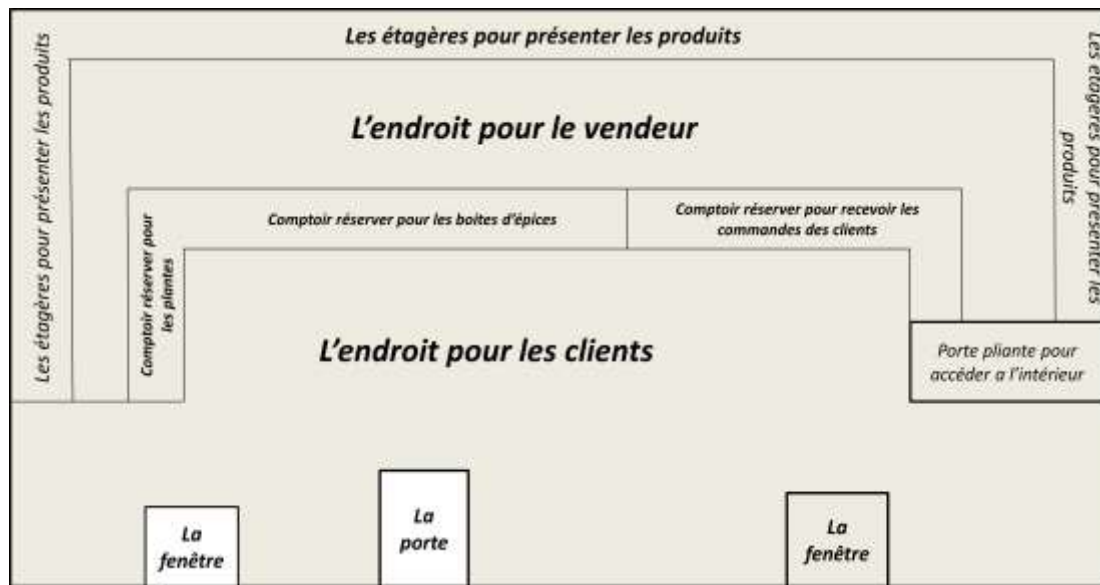 Les étagères pour présenter les produits
Les étagères pour présenter les produits
Les étagères pour présenter les
produits
L'endroit pour le vendeur
Comptoir réserver pour
les plantes
Comptoir réserver pour les boites d'épices
Comptoir réserver pour recevoir les
commandes des clients
L'endroit pour les clients
Porte pliante pour
accéder a l'intérieur
La
fenêtre
La
porte
La
fenêtre